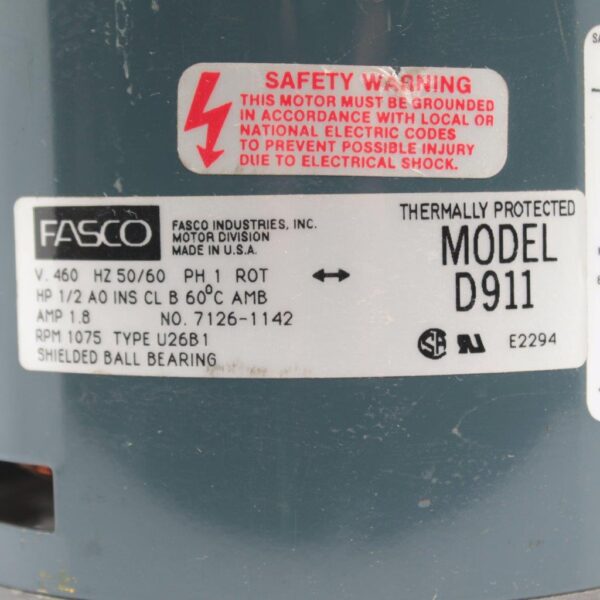 SAFETY WARNING
THIS MOTOR MUST BE GROUNDED
IN ACCORDANCE WITH LOCAL OR
NATIONAL ELECTRIC CODES
TO PREVENT POSSIBLE INJURY
DUE TO ELECTRICAL SHOCK.
FASCO
FASCO INDUSTRIES, INC.
MOTOR DIVISION
MADE IN U.S.A.
THERMALLY PROTECTED
MODEL
D911
V. 460 HZ 50/60 PH 1 ROT ↔
HP 1/2 AO INS CL B 60°C AMB
AMP 1.8 NO. 7126-1142
RPM 1075 TYPE U26B1
SHIELDED BALL BEARING
E2294